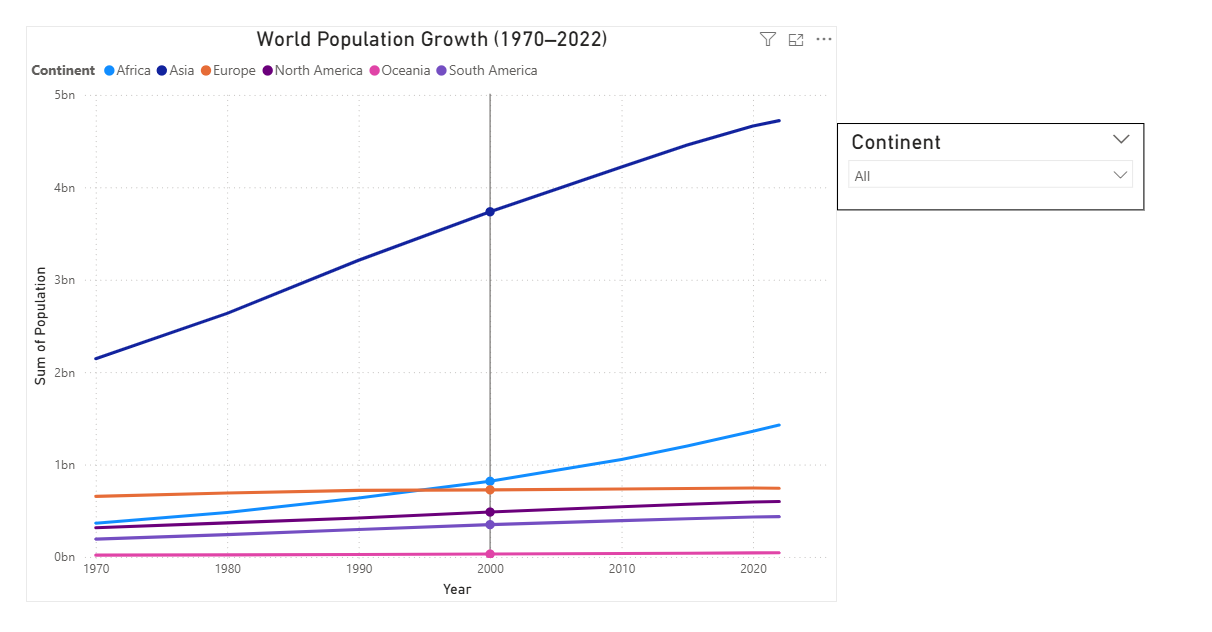 World Population Growth (1970–2022)
Continent Africa Asia Europe North America Oceania South America
5bn
4bn
3bn
2bn
1bn
0bn
Sum of Population
1970 1980 1990 2000 2010 2020
Year
Continent
All